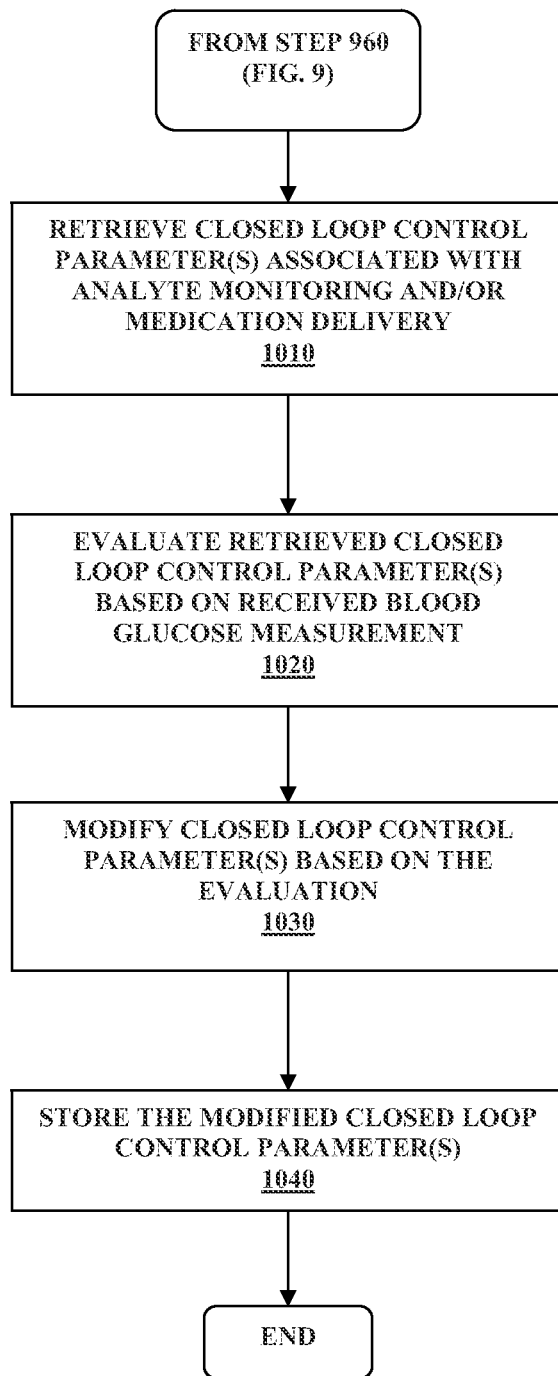 FROM STEP 960
(FIG. 9)
RETRIEVE CLOSED LOOP CONTROL
PARAMETER(S) ASSOCIATED WITH
ANALYTE MONITORING AND/OR
MEDICATION DELIVERY
1010
EVALUATE RETRIEVED CLOSED
LOOP CONTROL PARAMETER(S)
BASED ON RECEIVED BLOOD
GLUCOSE MEASUREMENT
1020
MODIFY CLOSED LOOP CONTROL
PARAMETER(S) BASED ON THE
EVALUATION
1030
STORE THE MODIFIED CLOSED LOOP
CONTROL PARAMETER(S)
1040
END